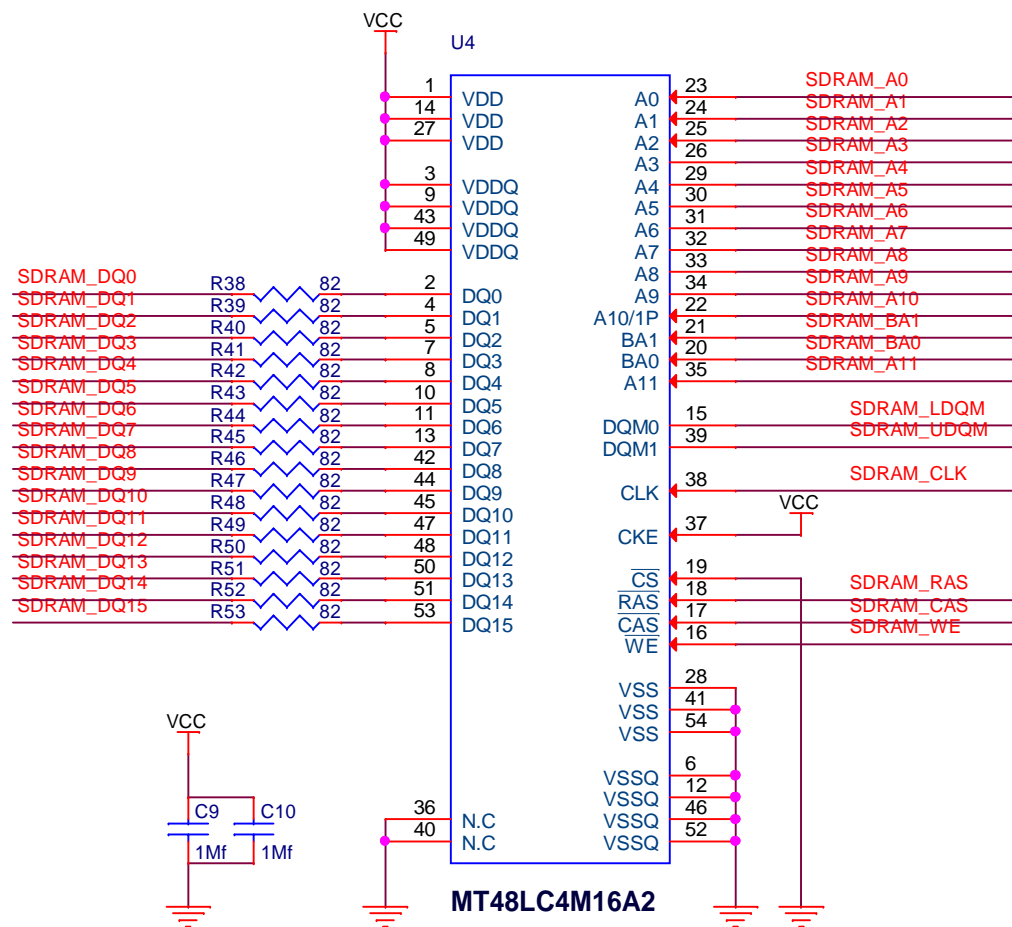 VCC
U4
1 VDD A0 23 SDRAM_A0
14 VDD A1 24 SDRAM_A1
27 VDD A2 25 SDRAM_A2
A3 26 SDRAM_A3
3 VDDQ A4 29 SDRAM_A4
9 VDDQ A5 30 SDRAM_A5
43 VDDQ A6 31 SDRAM_A6
49 VDDQ A7 32 SDRAM_A7
A8 33 SDRAM_A8
SDRAM_DQ0 R38 82 2 DQ0 A9 34 SDRAM_A9
SDRAM_DQ1 R39 82 4 DQ1 A10/1P 22 SDRAM_A10
SDRAM_DQ2 R40 82 5 DQ2 BA1 21 SDRAM_BA1
SDRAM_DQ3 R41 82 7 DQ3 BA0 20 SDRAM_BA0
SDRAM_DQ4 R42 82 8 DQ4 A11 35 SDRAM_A11
SDRAM_DQ5 R43 82 10 DQ5
SDRAM_DQ6 R44 82 11 DQ6 DQM0 15 SDRAM_LDQM
SDRAM_DQ7 R45 82 13 DQ7 DQM1 39 SDRAM_UDQM
SDRAM_DQ8 R46 82 42 DQ8
SDRAM_DQ9 R47 82 44 DQ9 CLK 38 SDRAM_CLK
SDRAM_DQ10 R48 82 45 DQ10 VCC
SDRAM_DQ11 R49 82 47 DQ11 CKE 37
SDRAM_DQ12 R50 82 48 DQ12
SDRAM_DQ13 R51 82 50 DQ13 CS 19
SDRAM_DQ14 R52 82 51 DQ14 RAS 18 SDRAM_RAS
SDRAM_DQ15 R53 82 53 DQ15 CAS 17 SDRAM_CAS
WE 16 SDRAM_WE
VSS 28
VSS 41
VCC VSS 54
VSSQ 6
VSSQ 12
C9 C10 36 N.C VSSQ 46
1Mf 1Mf 40 N.C VSSQ 52
MT48LC4M16A2